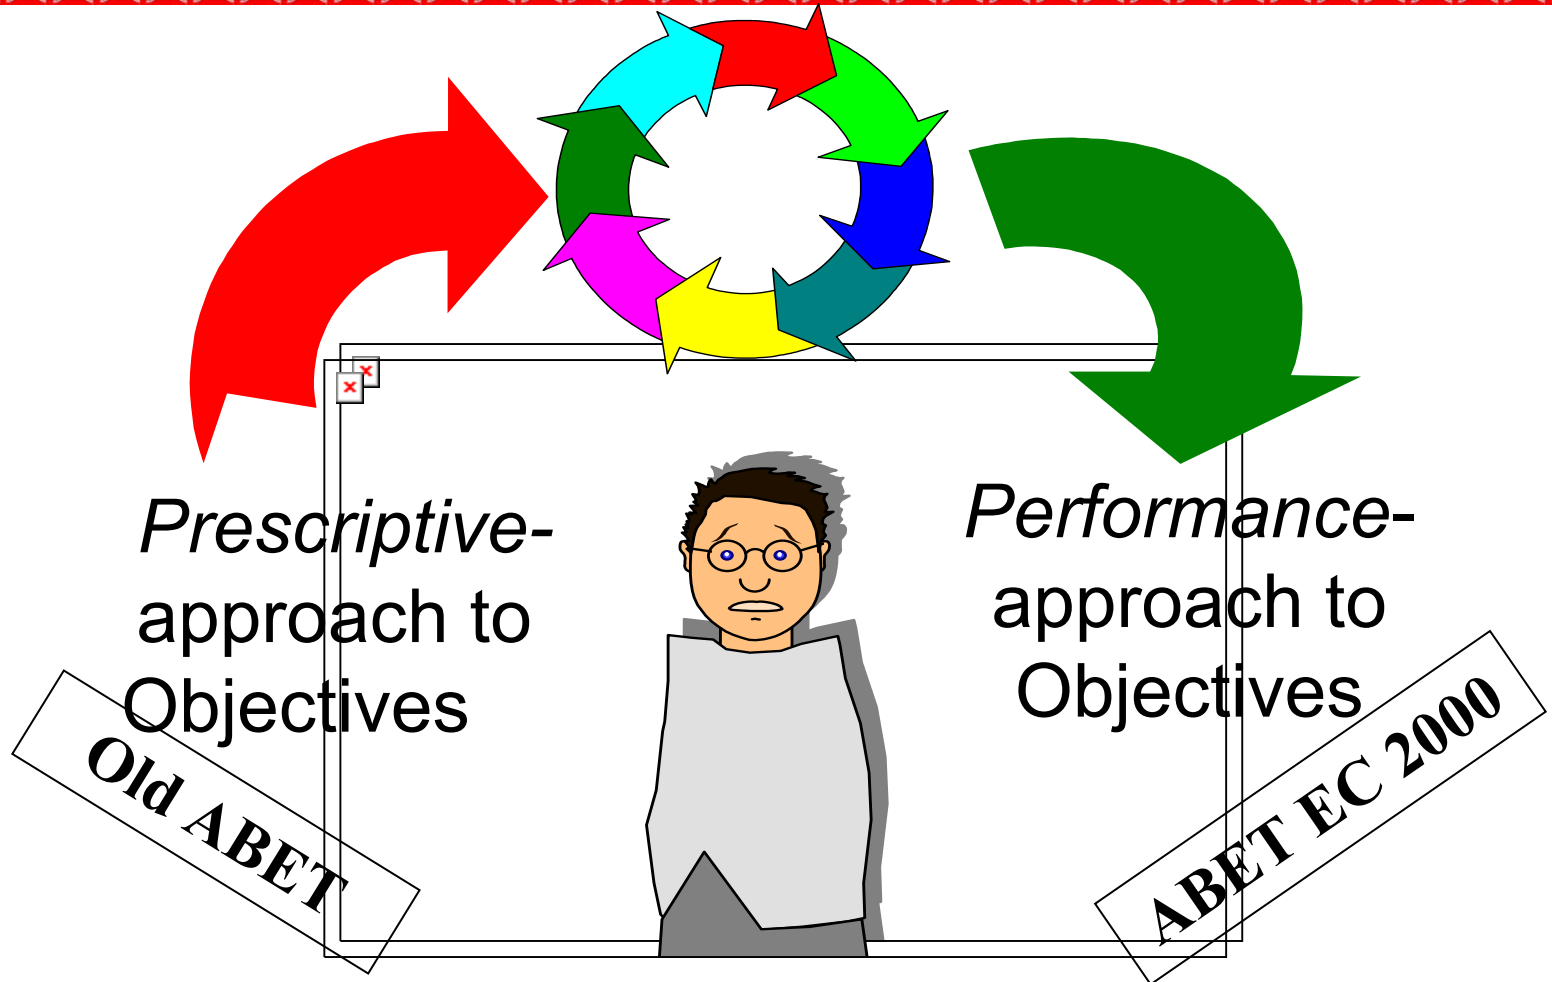 Prescriptive-
approach to
Objectives
Old ABET
Performance-
approach to
Objectives
ABET EC 2000